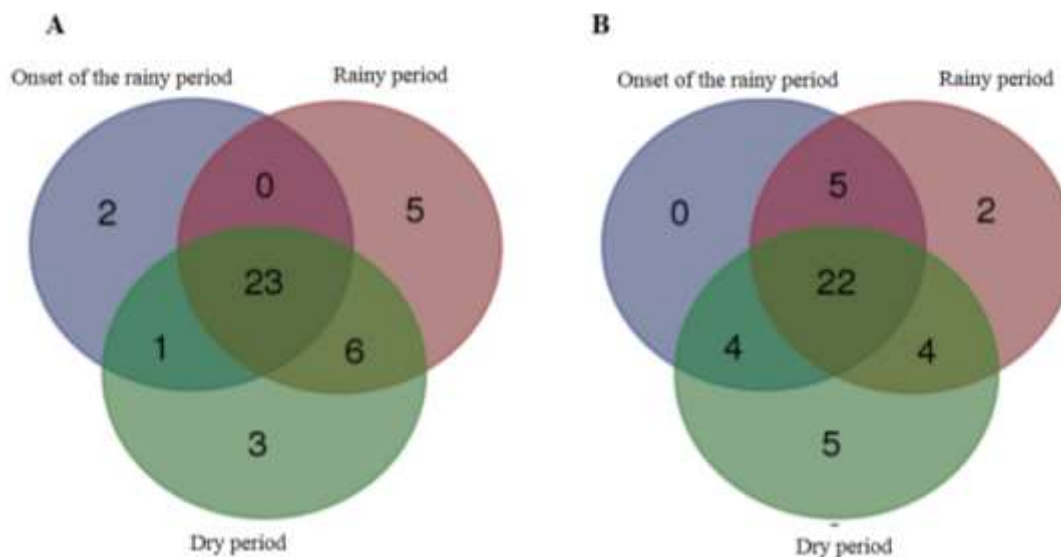 A
B
Onset of the rainy period
Rainy period
Onset of the rainy period
Rainy period
2
0
5
0
5
2
23
22
1
6
4
4
3
5
Dry period
Dry period